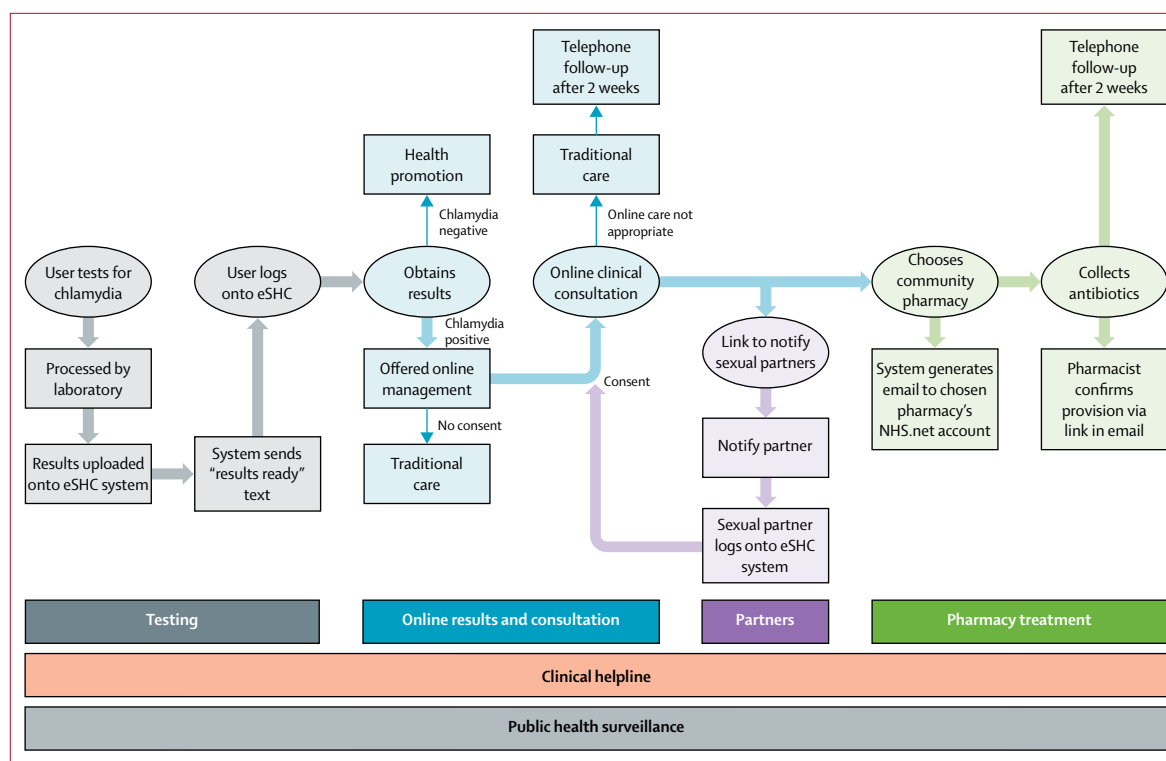 Telephone
follow-up
after 2 weeks
Telephone
follow-up
after 2 weeks
Health
promotion
Traditional
care
Chlamydia
negative
Online care not
appropriate
User tests for
chlamydia
User logs
onto eSHC
Obtains
results
Online clinical
consultation
Chooses
community
pharmacy
Collects
antibiotics
Chlamydia
positive
Link to notify
sexual partners
Processed by
laboratory
Offered online
management
Consent
System generates
email to chosen
pharmacy’s
NHS.net account
Pharmacist
confirms
provision via
link in email
No consent
Notify partner
Results uploaded
onto eSHC system
System sends
“results ready”
text
Traditional
care
Sexual partner
logs onto eSHC
system
Testing
Online results and consultation
Partners
Pharmacy treatment
Clinical helpline
Public health surveillance